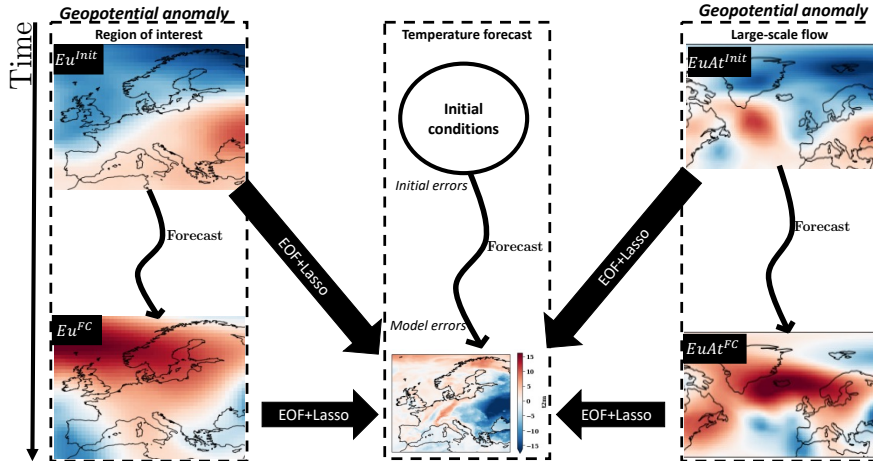 Time
Geopotential anomaly
Region of interest
Eu^Init
Forecast
Eu^FC
EOF+Lasso
EOF+Lasso
Temperature forecast
Initial
conditions
Initial errors
Forecast
Model errors
15
10
5
0
−5
−10
−15
t2m
Geopotential anomaly
Large-scale flow
EuAt^Init
Forecast
EuAt^FC
EOF+Lasso
EOF+Lasso